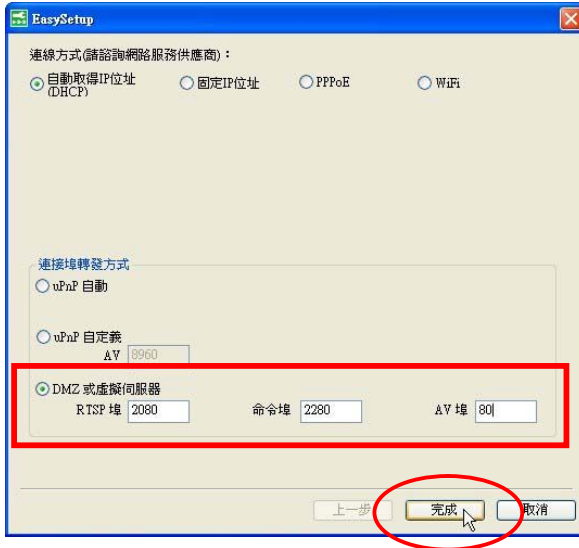 EasySetup
連線方式(請諮詢網路服務供應商)：
自動取得IP位址
(DHCP)
固定IP位址
PPPoE
WiFi
連接埠轉發方式
uPnP 自動
uPnP 自定義
AV 8960
DMZ 或虛擬伺服器
RTSP 埠 2080 命令埠 2280 AV 埠 80
上一步 完成 取消